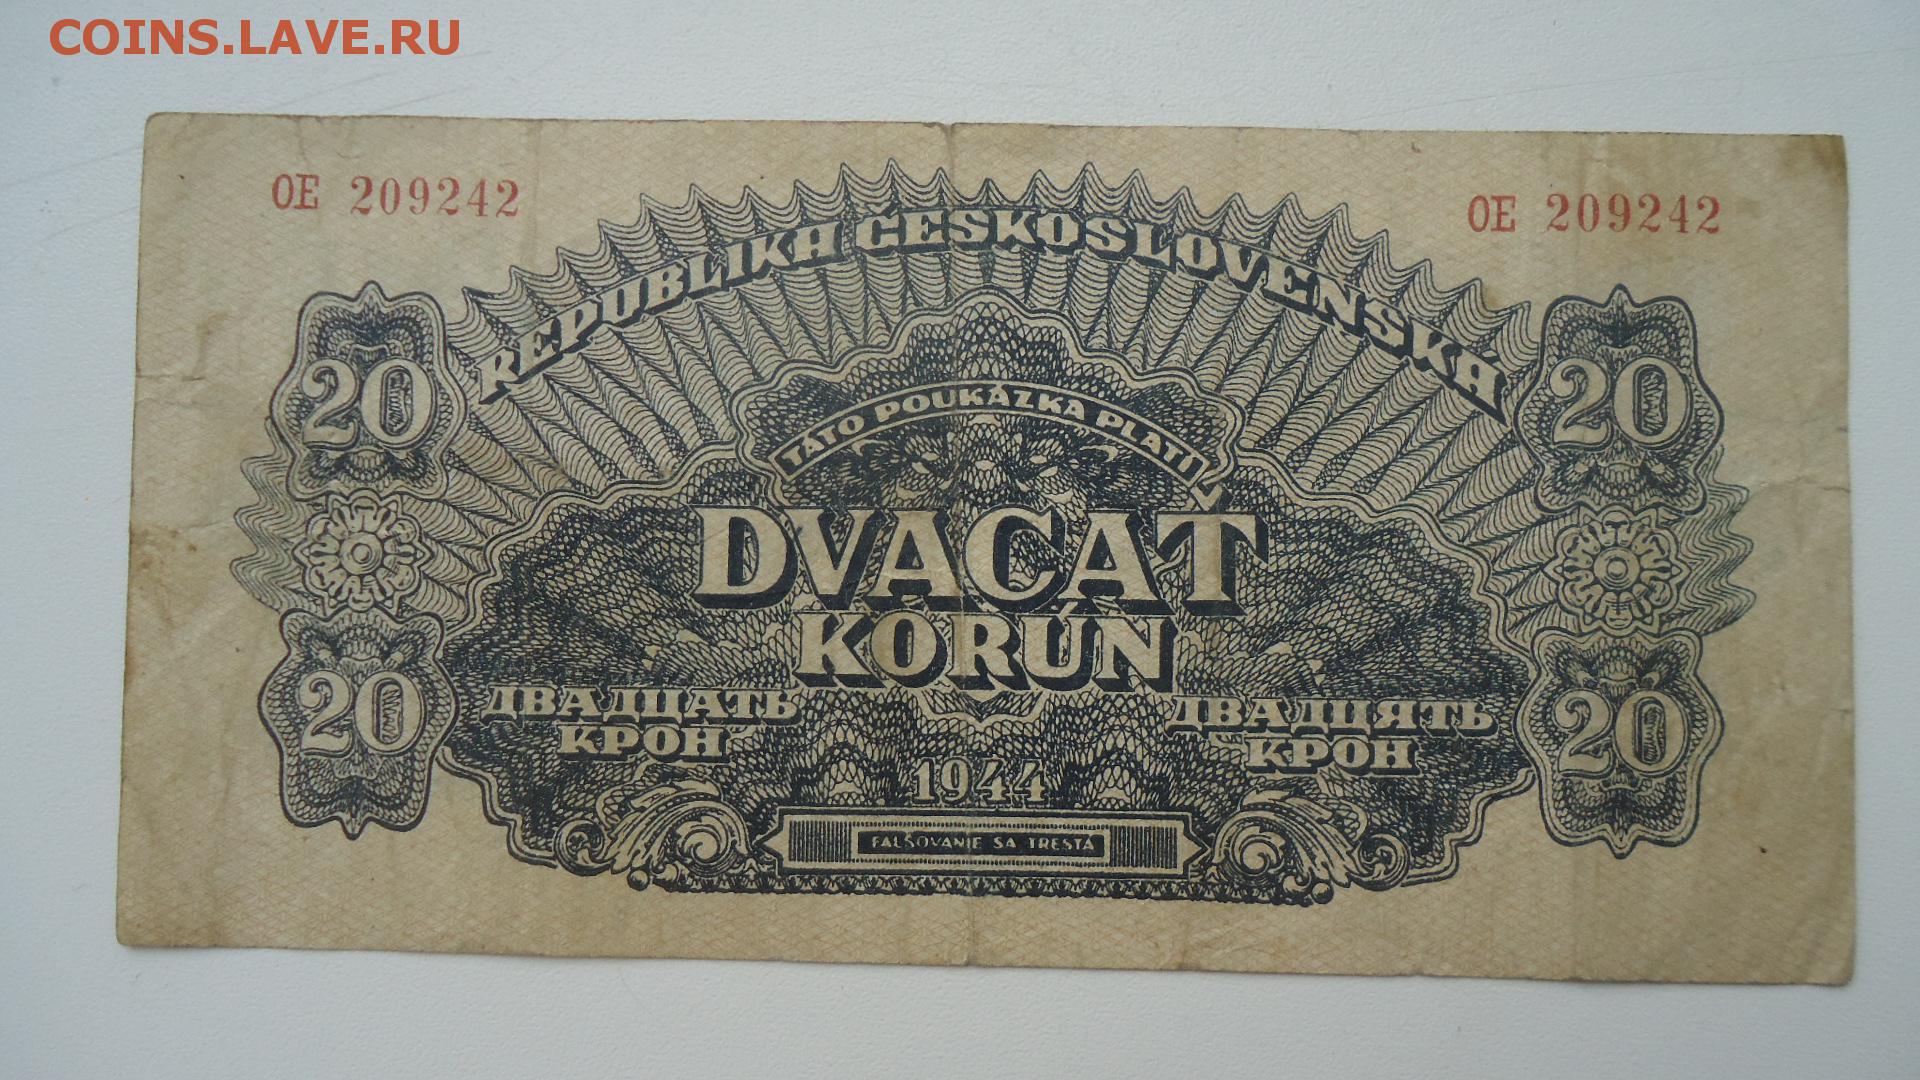 COINS.LAVE.RU
OE 209242
OE 209242
REPUBLIKA ČESKOSLOVENSKÁ
20
20
TÁTO POUKÁZKA PLATÍ
DVACAŤ
KORÚN
ДВАДЦАТЬ
КРОН
ДВАДЦЯТЬ
КРОН
20
20
1944
FALŠOVANIE SA TRESTÁ